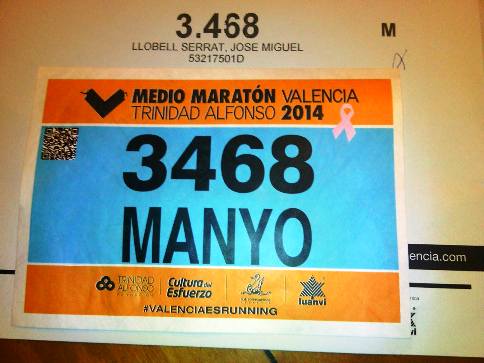 3.468
M
LLOBELL SERRAT, JOSE MIGUEL
53217501D
MEDIO MARATÓN VALENCIA
TRINIDAD ALFONSO 2014
3468
MANYO
encia.com
TRINIDAD ALFONSO
Cultura del Esfuerzo
luanvi
#VALENCIAESRUNNING